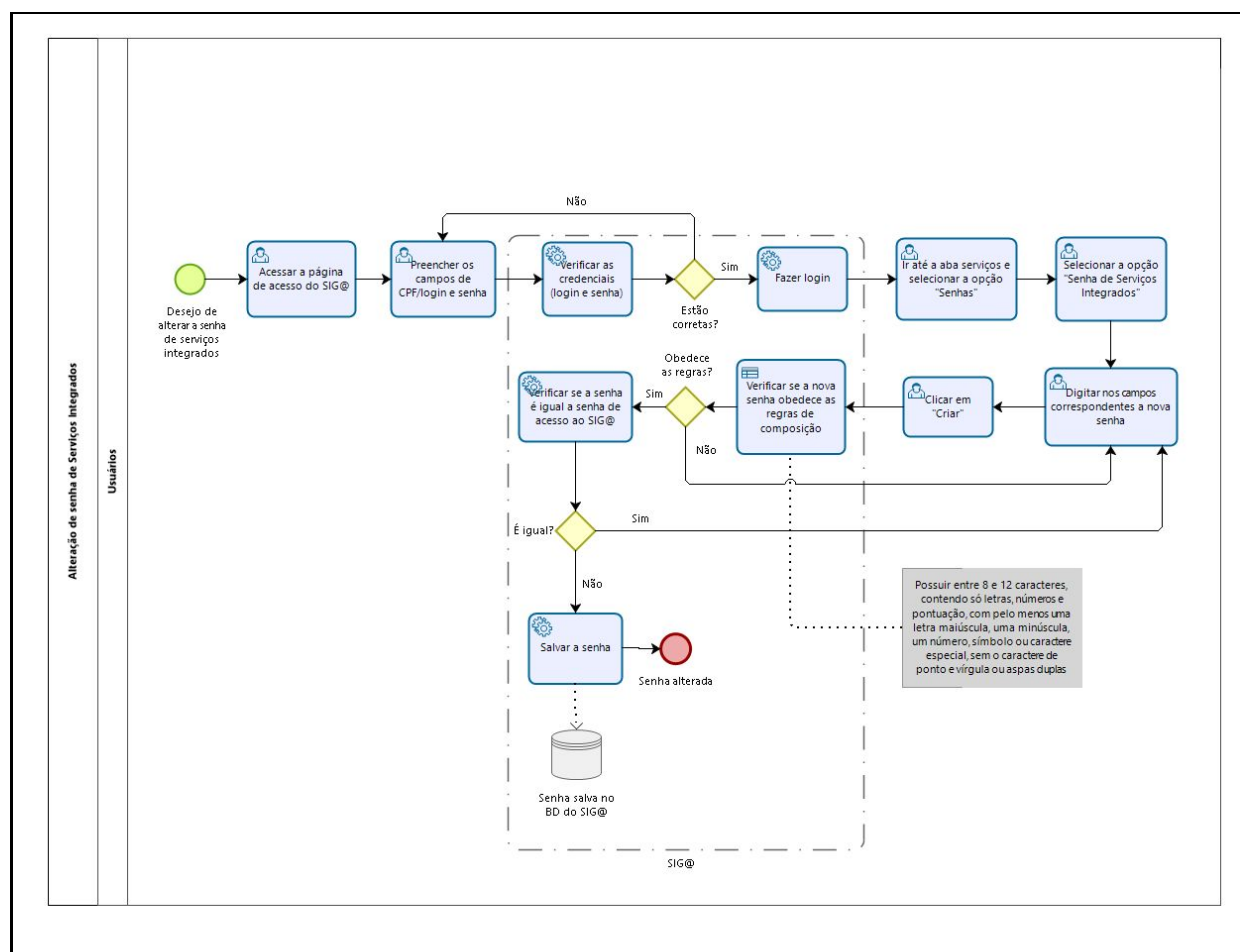 Alteração de senha de Serviços Integrados
Usuários
Desejo de
alterar a senha
de serviços
integrados
Acessar a página
de acesso do SIG@
Preencher os
campos de
CPF/login e senha
Não
Verificar as
credenciais
(login e senha)
Estão
corretas?
Sim
Fazer login
Ir até a aba serviços e
selecionar a opção
"Senhas"
Selecionar a opção
"Senha de Serviços
Integrados"
Digitar nos campos
correspondentes a nova
senha
Clicar em
"Criar"
Verificar se a nova
senha obedece as
regras de
composição
Obedece
as regras?
Sim
Não
Verificar se a senha
é igual a senha de
acesso ao SIG@
É igual?
Sim
Não
Possuir entre 8 e 12 caracteres,
contendo só letras, números e
pontuação, com pelo menos uma
letra maiúscula, uma minúscula,
um número, símbolo ou caractere
especial, sem o caractere de
ponto e vírgula ou aspas duplas
Salvar a senha
Senha alterada
Senha salva no
BD do SIG@
SIG@